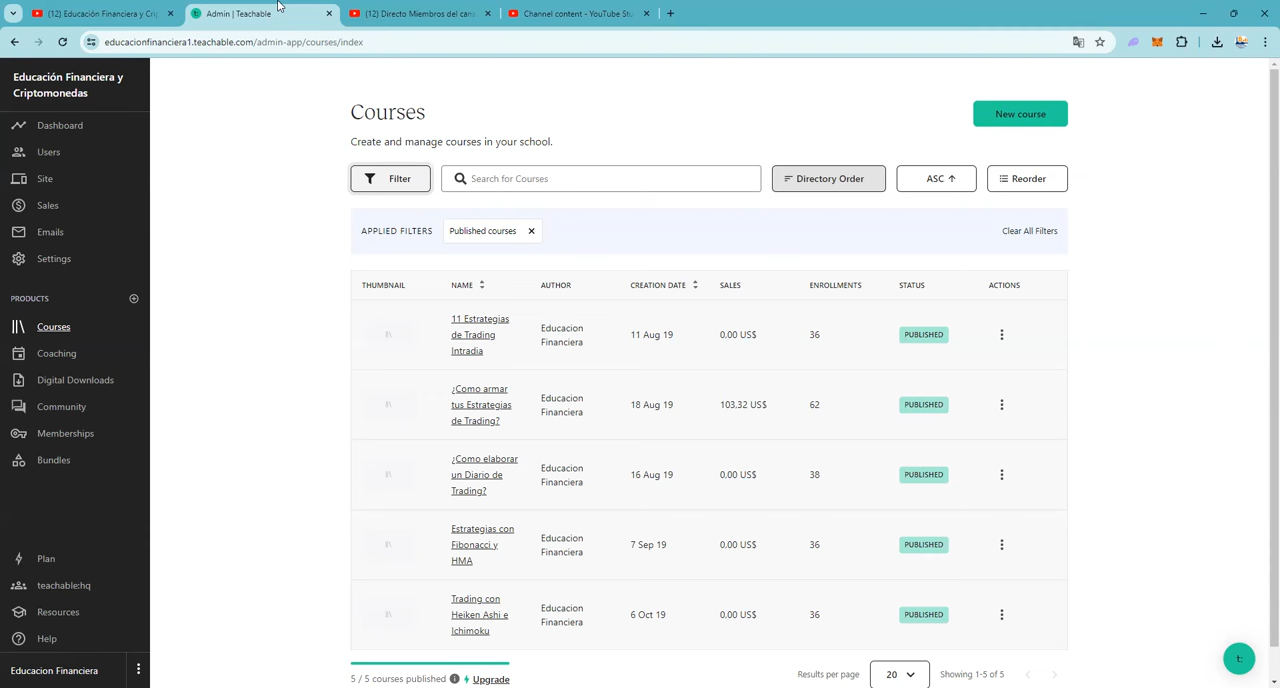 (12) Educación Financiera y Crip
Admin | Teachable
(12) Directo Miembros del cana
Channel content - YouTube Stu
educacionfinanciera1.teachable.com/admin-app/courses/index
Educación Financiera y
Criptomonedas
Dashboard
Users
Site
Sales
Emails
Settings
PRODUCTS
Courses
Coaching
Digital Downloads
Community
Memberships
Bundles
Plan
teachable:hq
Resources
Help
Educacion Financiera
Courses
New course
Create and manage courses in your school.
Filter
Search for Courses
Directory Order
ASC ↑
Reorder
APPLIED FILTERS
Published courses ×
Clear All Filters
THUMBNAIL NAME AUTHOR CREATION DATE SALES ENROLLMENTS STATUS ACTIONS
11 Estrategias
de Trading
Intradia
Educacion
Financiera
11 Aug 19
0,00 US$
36
PUBLISHED
¿Como armar
tus Estrategias
de Trading?
Educacion
Financiera
18 Aug 19
103,32 US$
62
PUBLISHED
¿Como elaborar
un Diario de
Trading?
Educacion
Financiera
16 Aug 19
0,00 US$
38
PUBLISHED
Estrategias con
Fibonacci y
HMA
Educacion
Financiera
7 Sep 19
0,00 US$
36
PUBLISHED
Trading con
Heiken Ashi e
Ichimoku
Educacion
Financiera
6 Oct 19
0,00 US$
36
PUBLISHED
5 / 5 courses published
Upgrade
Results per page
20
Showing 1-5 of 5
t: